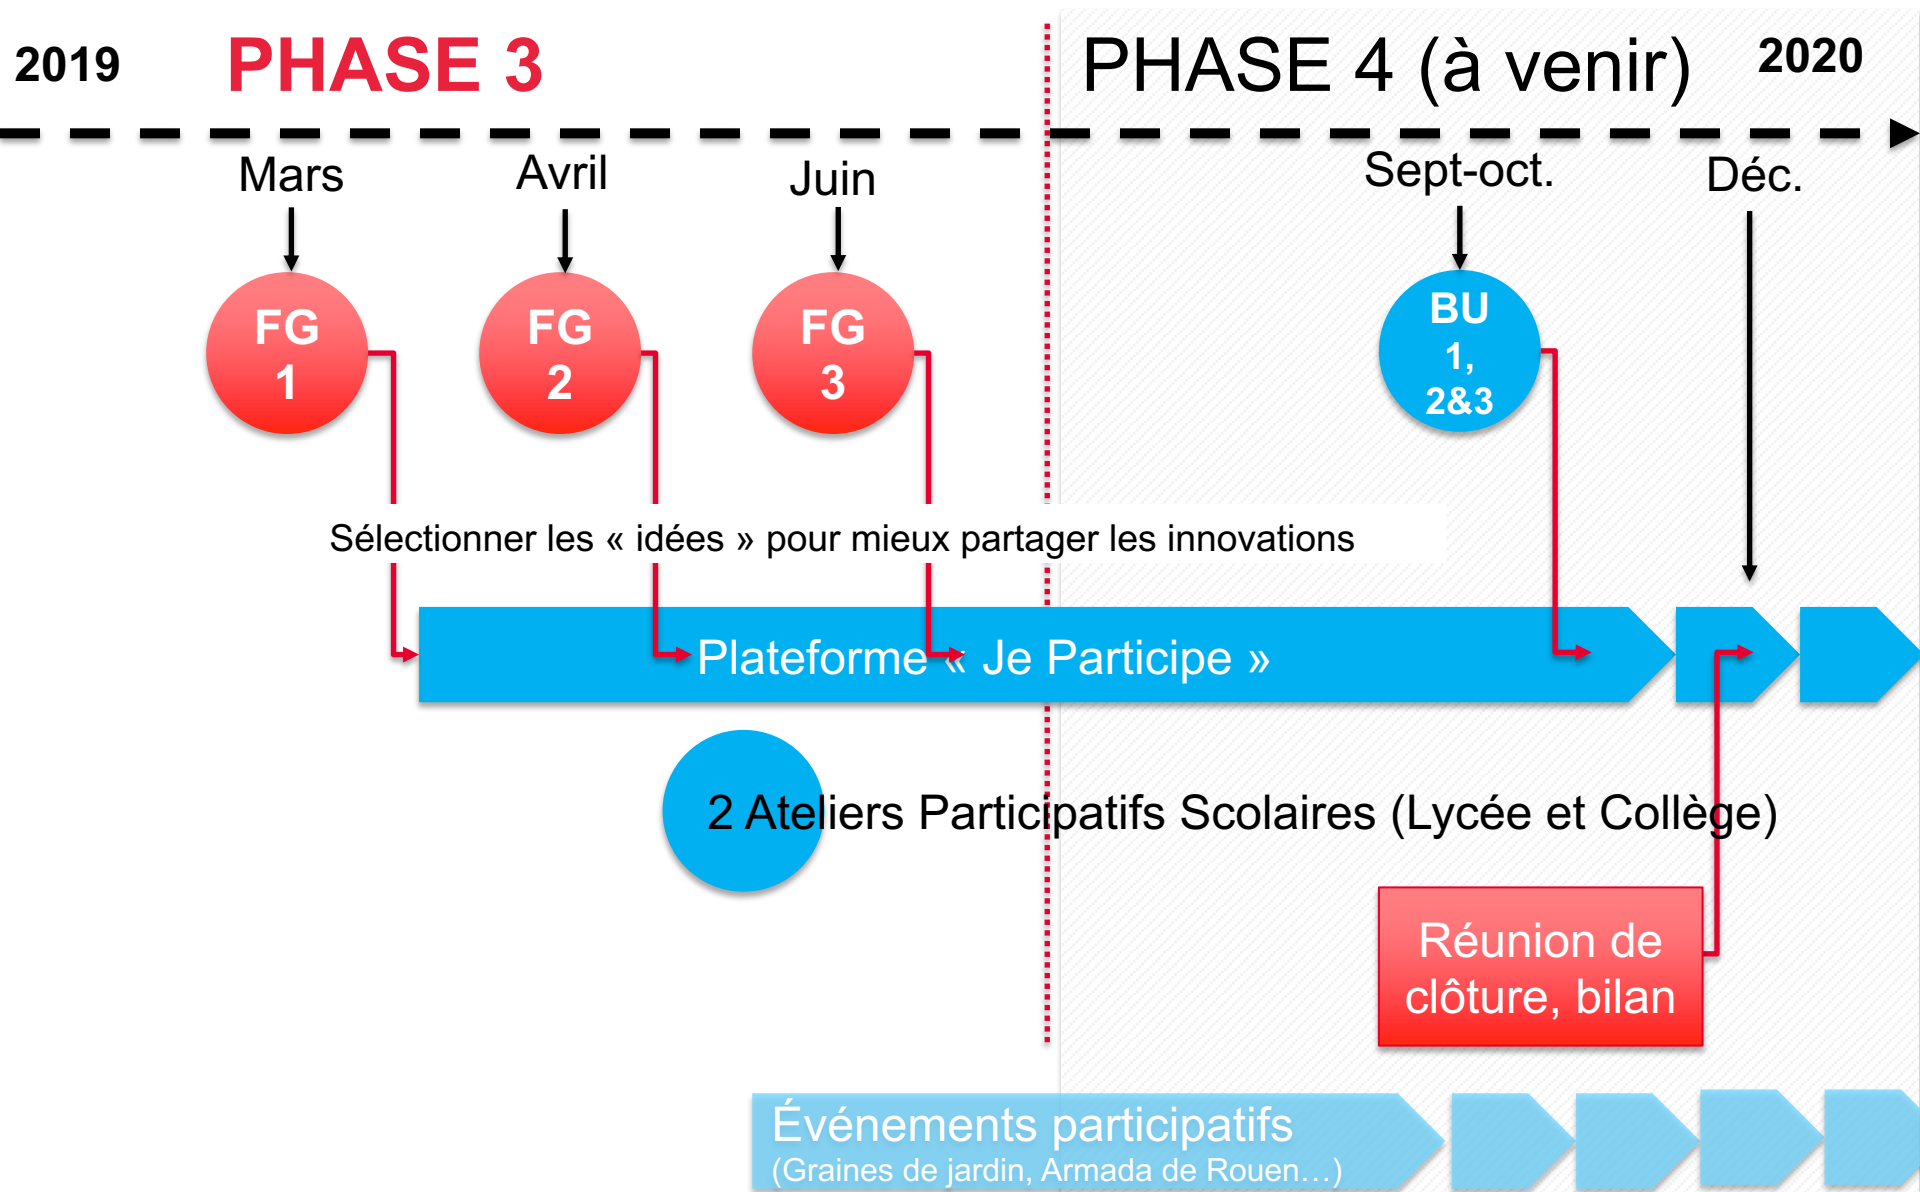 2019
PHASE 3
PHASE 4 (à venir)
2020
Mars
Avril
Juin
Sept-oct.
Déc.
FG
1
FG
2
FG
3
BU
1,
2&3
Sélectionner les « idées » pour mieux partager les innovations
Plateforme « Je Participe »
2 Ateliers Participatifs Scolaires (Lycée et Collège)
Réunion de
clôture, bilan
Événements participatifs
(Graines de jardin, Armada de Rouen…)